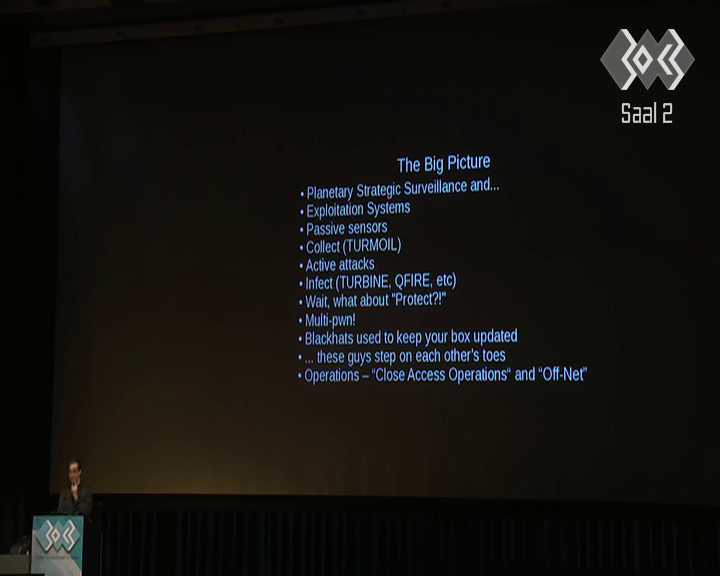 30C3
Saal 2
The Big Picture
• Planetary Strategic Surveillance and...
• Exploitation Systems
• Passive sensors
• Collect (TURMOIL)
• Active attacks
• Infect (TURBINE, QFIRE, etc)
• Wait, what about "Protect?!"
• Multi-pwn!
• Blackhats used to keep your box updated
• ... these guys step on each other's toes
• Operations – “Close Access Operations“ and “Off-Net”
30C3